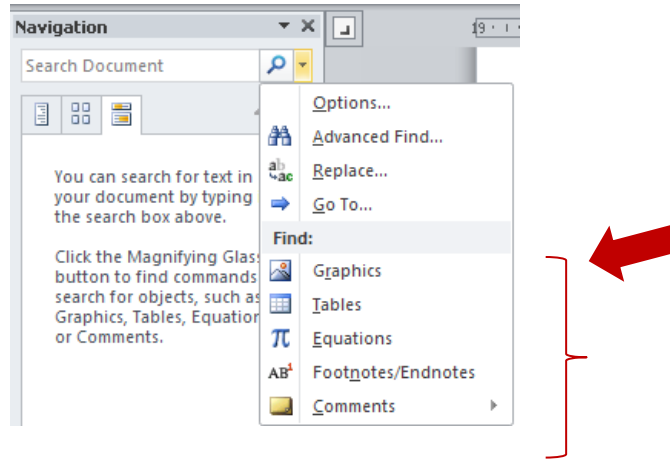 Navigation
19
Search Document
Options...
Advanced Find...
Replace...
Go To...
Find:
Graphics
Tables
Equations
AB1 Footnotes/Endnotes
Comments
You can search for text in
your document by typing
the search box above.
Click the Magnifying
button to find commands
search for objects, such as
Graphics, Tables,
or Comments.